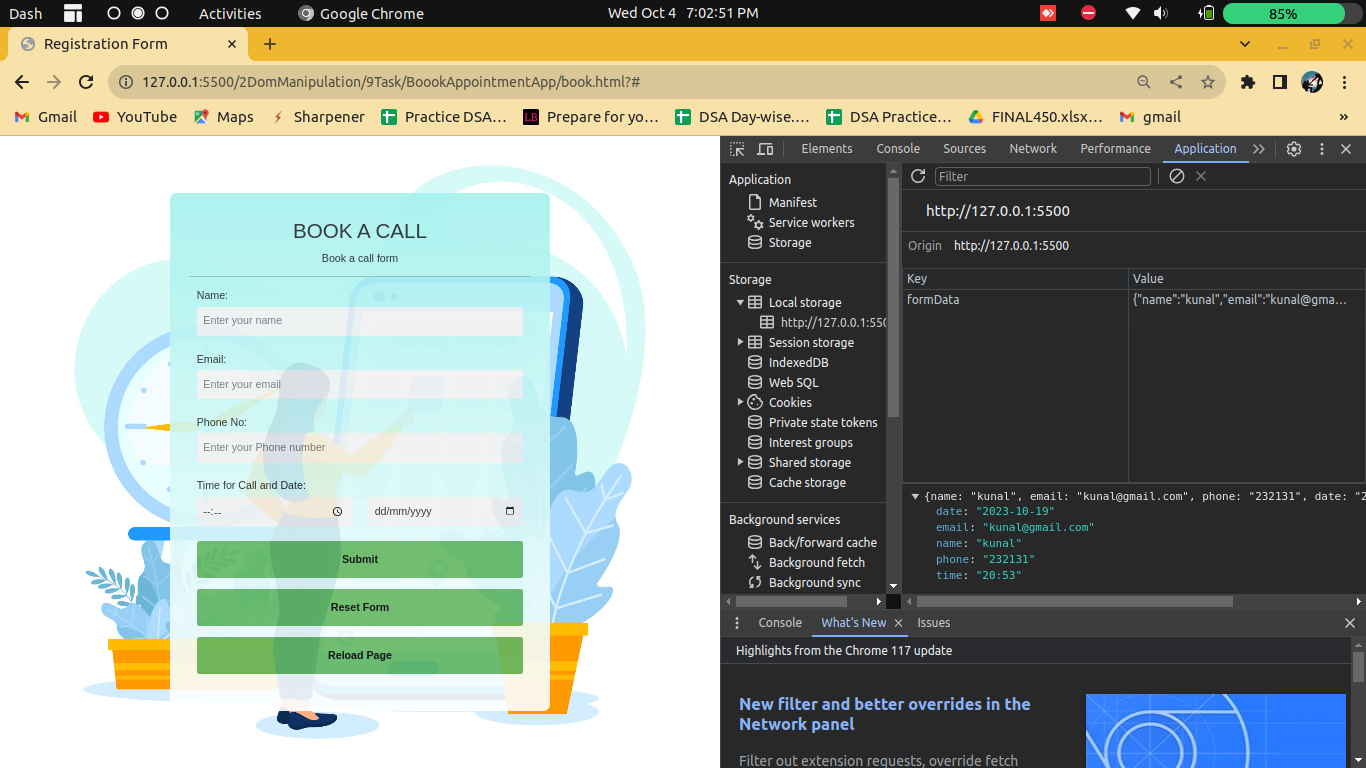 Dash Activities Google Chrome Wed Oct 4 7:02:51 PM 85%
Registration Form
127.0.0.1:5500/2DomManipulation/9Task/BoookAppointmentApp/book.html?#
Gmail YouTube Maps Sharpener Practice DSA… LB Prepare for yo… DSA Day-wise.… DSA Practice… FINAL450.xlsx… gmail »
BOOK A CALL
Book a call form
Name:
Enter your name
Email:
Enter your email
Phone No:
Enter your Phone number
Time for Call and Date:
--:-- dd/mm/yyyy
Submit
Reset Form
Reload Page
Elements Console Sources Network Performance Application
Application
Manifest
Service workers
Storage
Storage
Local storage
http://127.0.0.1:550
Session storage
IndexedDB
Web SQL
Cookies
Private state tokens
Interest groups
Shared storage
Cache storage
Background services
Back/forward cache
Background fetch
Background sync
Filter
http://127.0.0.1:5500
Origin http://127.0.0.1:5500
Key Value
formData {"name":"kunal","email":"kunal@gma…
{name: "kunal", email: "kunal@gmail.com", phone: "232131", date: "2
date: "2023-10-19"
email: "kunal@gmail.com"
name: "kunal"
phone: "232131"
time: "20:53"
Console What's New Issues
Highlights from the Chrome 117 update
New filter and better overrides in the
Network panel
Filter out extension requests, override fetch